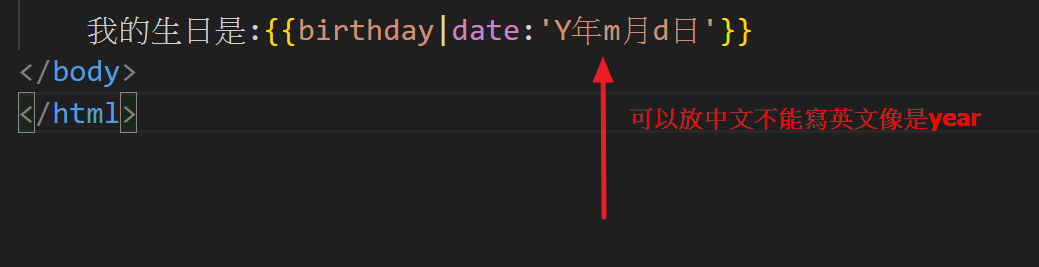 我的生日是:{{birthday|date:'Y年m月d日'}}
</body>
</html>
可以放中文不能寫英文像是year